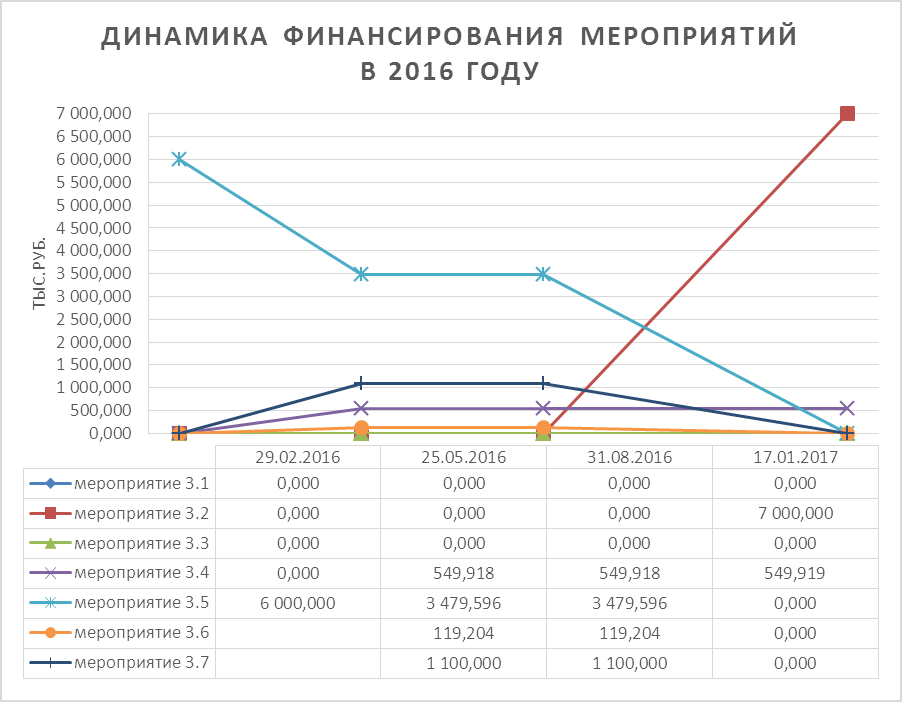 ДИНАМИКА ФИНАНСИРОВАНИЯ МЕРОПРИЯТИЙ
В 2016 ГОДУ
ТЫС.РУБ.
7 000,000
6 500,000
6 000,000
5 500,000
5 000,000
4 500,000
4 000,000
3 500,000
3 000,000
2 500,000
2 000,000
1 500,000
1 000,000
500,000
0,000
29.02.2016 25.05.2016 31.08.2016 17.01.2017
мероприятие 3.1 0,000 0,000 0,000 0,000
мероприятие 3.2 0,000 0,000 0,000 7 000,000
мероприятие 3.3 0,000 0,000 0,000 0,000
мероприятие 3.4 0,000 549,918 549,918 549,919
мероприятие 3.5 6 000,000 3 479,596 3 479,596 0,000
мероприятие 3.6 119,204 119,204 0,000
мероприятие 3.7 1 100,000 1 100,000 0,000